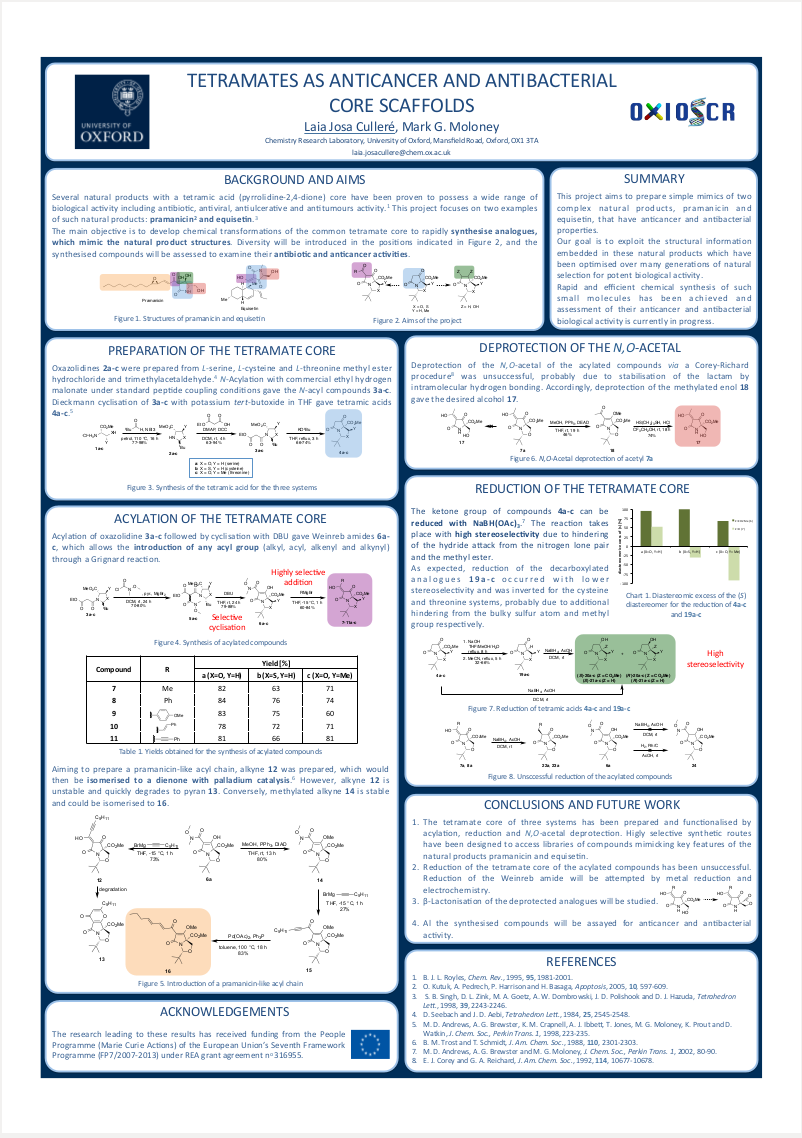 UNIVERSITY OF
OXFORD
TETRAMATES AS ANTICANCER AND ANTIBACTERIAL
CORE SCAFFOLDS
Laia Josa Culleré, Mark G. Moloney
Chemistry Research Laboratory, University of Oxford, Mansfield Road, Oxford, OX1 3TA
laia.josacullere@chem.ox.ac.uk
OXIOSCR
BACKGROUND AND AIMS
Several natural products with a tetramic acid (pyrrolidine-2,4-dione) core have been proven to possess a wide range of
biological activity including antibiotic, antiviral, antiulcerative and antitumours activity.¹ This project focuses on two examples
of such natural products: pramanicin² and equisetin.³
The main objective is to develop chemical transformations of the common tetramate core to rapidly synthesise analogues,
which mimic the natural product structures. Diversity will be introduced in the positions indicated in Figure 2, and the
synthesised compounds will be assessed to examine their antibiotic and anticancer activities.
Pramanicin
Equisetin
X = O, S
Y = H, Me
Z = H, OH
Figure 1. Structures of pramanicin and equisetin
Figure 2. Aims of the project
SUMMARY
This project aims to prepare simple mimics of two
complex natural products, pramanicin and
equisetin, that have anticancer and antibacterial
properties.
Our goal is to exploit the structural information
embedded in these natural products which have
been optimised over many generations of natural
selection for potent biological activity.
Rapid and efficient chemical synthesis of such
small molecules has been achieved and
assessment of their anticancer and antibacterial
biological activity is currently in progress.
PREPARATION OF THE TETRAMATE CORE
Oxazolidines 2a-c were prepared from L-serine, L-cysteine and L-threonine methyl ester
hydrochloride and trimethylacetaldehyde.⁴ N-Acylation with commercial ethyl hydrogen
malonate under standard peptide coupling conditions gave the N-acyl compounds 3a-c.
Dieckmann cyclisation of 3a-c with potassium tert-butoxide in THF gave tetramic acids
4a-c.⁵
a: X = O, Y = H (serine)
b: X = S, Y = H (cysteine)
c: X = O, Y = Me (threonine)
Figure 3. Synthesis of the tetramic acid for the three systems
ACYLATION OF THE TETRAMATE CORE
Acylation of oxazolidine 3a-c followed by cyclisation with DBU gave Weinreb amides 6a-
c, which allows the introduction of any acyl group (alkyl, acyl, alkenyl and alkynyl)
through a Grignard reaction.
Highly selective
addition
Selective
cyclisation
Figure 4. Synthesis of acylated compounds
Compound R Yield [%]
a (X=O, Y=H) b (X=S, Y=H) c (X=O, Y=Me)
7 Me 82 63 71
8 Ph 84 76 74
9 OMe 83 75 60
10 Ph 78 72 71
11 Ph 81 66 81
Table 1. Yields obtained for the synthesis of acylated compounds
Aiming to prepare a pramanicin-like acyl chain, alkyne 12 was prepared, which would
then be isomerised to a dienone with palladium catalysis.⁶ However, alkyne 12 is
unstable and quickly degrades to pyran 13. Conversely, methylated alkyne 14 is stable
and could be isomerised to 16.
THF, -15 °C, 1 h
73%
MeOH, PPh₃, DIAD
THF, rt, 13 h
80%
12
6a
14
degradation
THF, -15 °C, 1 h
27%
Pd(OAc)₂, Ph₃P
toluene, 100 °C, 18 h
83%
13
16
15
Figure 5. Introduction of a pramanicin-like acyl chain
ACKNOWLEDGEMENTS
The research leading to these results has received funding from the People
Programme (Marie Curie Actions) of the European Union's Seventh Framework
Programme (FP7/2007-2013) under REA grant agreement nº 316955.
DEPROTECTION OF THE N,O-ACETAL
Deprotection of the N,O-acetal of the acylated compounds via a Corey-Richard
procedure⁸ was unsuccessful, probably due to stabilisation of the lactam by
intramolecular hydrogen bonding. Accordingly, deprotection of the methylated enol 18
gave the desired alcohol 17.
MeOH, PPh₃, DEAD
17
7a
18
17
Figure 6. N,O-Acetal deprotection of acetyl 7a
REDUCTION OF THE TETRAMATE CORE
The ketone group of compounds 4a-c can be
reduced with NaBH(OAc)₃.⁷ The reaction takes
place with high stereoselectivity due to hindering
of the hydride attack from the nitrogen lone pair
and the methyl ester.
As expected, reduction of the decarboxylated
analogues 19a-c occurred with lower
stereoselectivity and was inverted for the cysteine
and threonine systems, probably due to additional
hindering from the bulky sulfur atom and methyl
group respectively.
Chart 1. Diastereomic excess of the (S)
diastereomer for the reduction of 4a-c
and 19a-c
High
stereoselectivity
Figure 7. Reduction of tetramic acids 4a-c and 19a-c
Figure 8. Unscessful reduction of the acylated compounds
CONCLUSIONS AND FUTURE WORK
1. The tetramate core of three systems has been prepared and functionalised by
acylation, reduction and N,O-acetal deprotection. Higly selective synthetic routes
have been designed to access libraries of compounds mimicking key features of the
natural products pramanicin and equisetin.
2. Reduction of the tetramate core of the acylated compounds has been unsuccessful.
Reduction of the Weinreb amide will be attempted by metal reduction and
electrochemistry.
3. β-Lactonisation of the deprotected analogues will be studied.
4. Al the synthesised compounds will be assayed for anticancer and antibacterial
activity.
REFERENCES
1. B. J. L. Royles, Chem. Rev., 1995, 95, 1981-2001.
2. O. Kutuk, A. Pedrech, P. Harrison and H. Basaga, Apoptosis, 2005, 10, 597-609.
3. S. B. Singh, D. L. Zink, M. A. Goetz, A. W. Dombrowski, J. D. Polishook and D. J. Hazuda, Tetrahedron
Lett., 1998, 39, 2243-2246.
4. D. Seebach and J. D. Aebi, Tetrahedron Lett., 1984, 25, 2545-2548.
5. M. D. Andrews, A. G. Brewster, K. M. Crapnell, A. J. Ibbett, T. Jones, M. G. Moloney, K. Prout and D.
Watkin, J. Chem. Soc., Perkin Trans. 1, 1998, 223-235.
6. B. M. Trost and T. Schmidt, J. Am. Chem. Soc., 1988, 110, 2301-2303.
7. M. D. Andrews, A. G. Brewster and M. G. Moloney, J. Chem. Soc., Perkin Trans. 1, 2002, 80-90.
8. E. J. Corey and G. A. Reichard, J. Am. Chem. Soc., 1992, 114, 10677-10678.